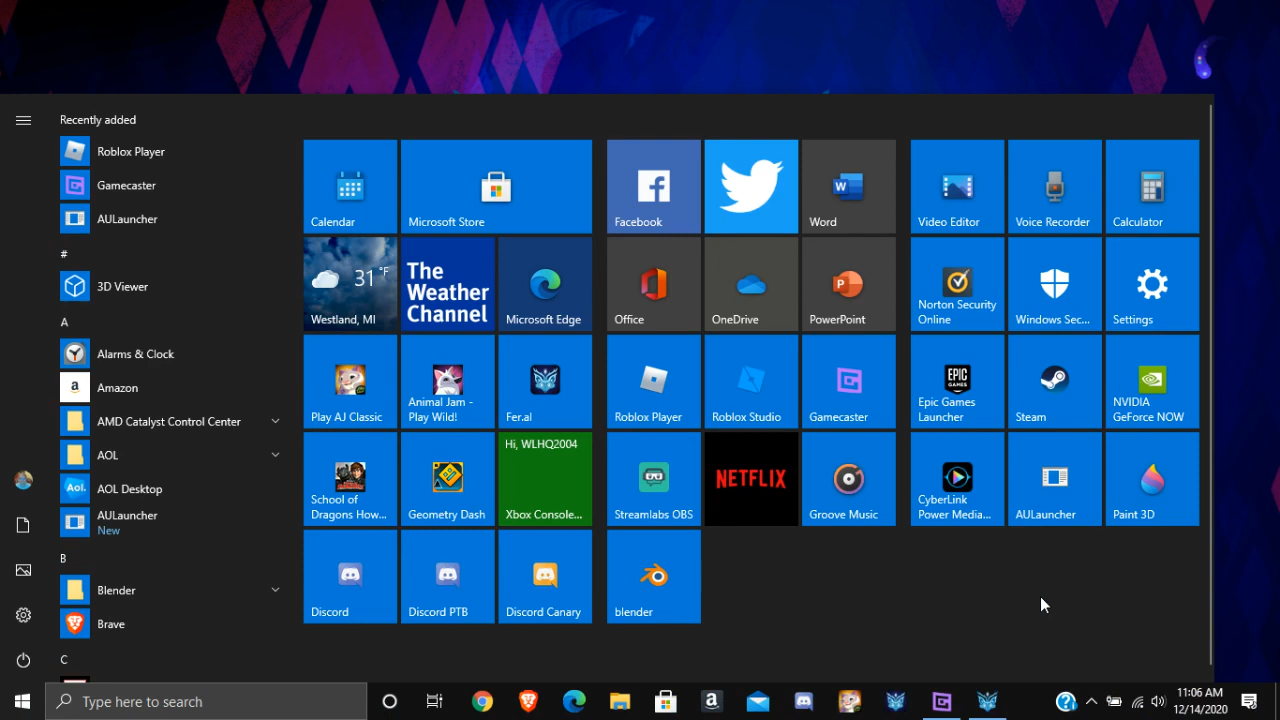 Recently added
Roblox Player
Gamecaster
AULauncher
#
3D Viewer
A
Alarms & Clock
a
Amazon
AMD Catalyst Control Center
AOL
Aol.
AOL Desktop
AULauncher
New
B
Blender
Brave
C
Calendar
Microsoft Store
31 °F
Westland, MI
The
Weather
Channel
Microsoft Edge
Play AJ Classic
Animal Jam -
Play Wild!
Fer.al
School of
Dragons How...
Geometry Dash
Hi, WLHQ2004
Xbox Console...
Discord
Discord PTB
Discord Canary
Facebook
W
Word
Office
OneDrive
P
PowerPoint
Roblox Player
Roblox Studio
Gamecaster
Streamlabs OBS
NETFLIX
Groove Music
blender
Video Editor
Voice Recorder
Calculator
Norton Security
Online
Windows Sec...
Settings
EPIC
GAMES
Epic Games
Launcher
Steam
NVIDIA
GeForce NOW
CyberLink
Power Media...
AULauncher
Paint 3D
Type here to search
a
?
11:06 AM
12/14/2020